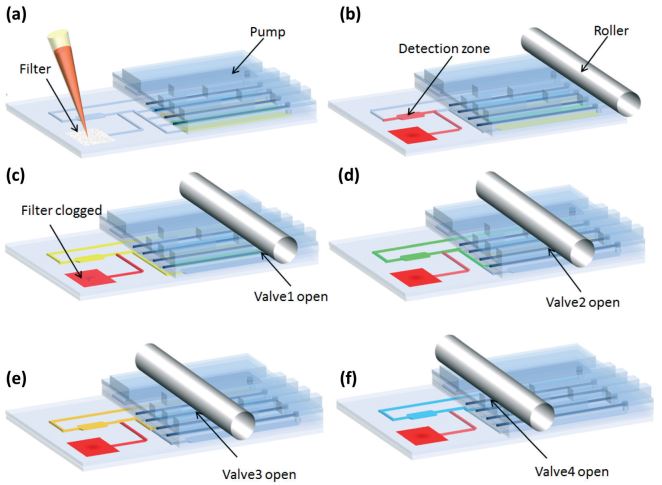 (a)
Pump
Filter
(b)
Detection zone
Roller
(c)
Filter clogged
Valve1 open
(d)
Valve2 open
(e)
Valve3 open
(f)
Valve4 open